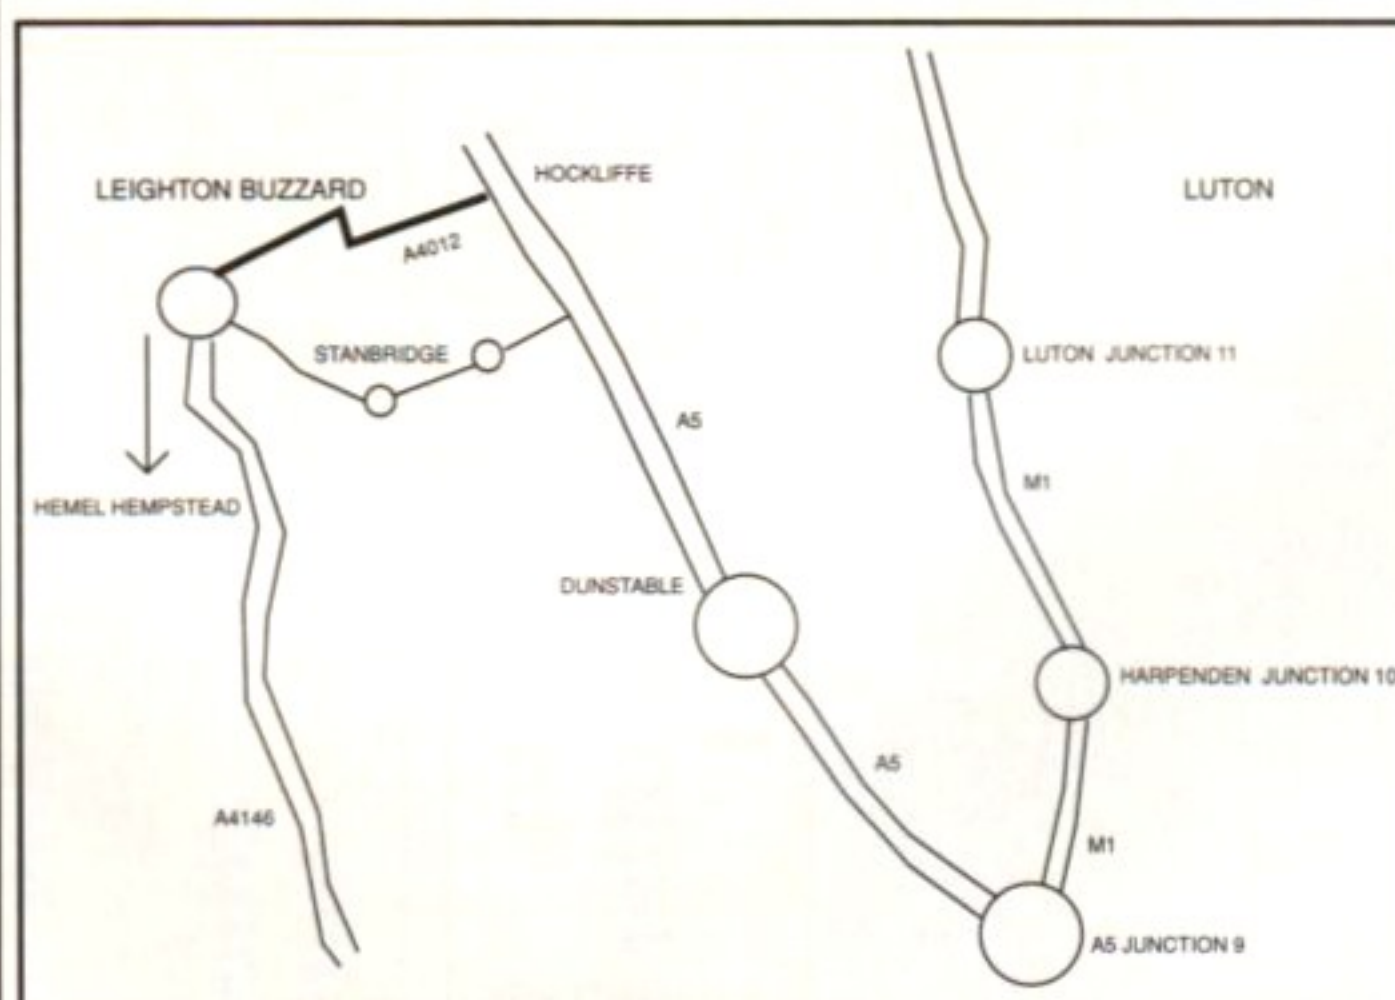 HOCKLIFFE
LEIGHTON BUZZARD
LUTON
A4012
STANBRIDGE
LUTON JUNCTION 11
A5
M1
HEMEL HEMPSTEAD
DUNSTABLE
HARPENDEN JUNCTION 10
A5
A4146
M1
A5 JUNCTION 9